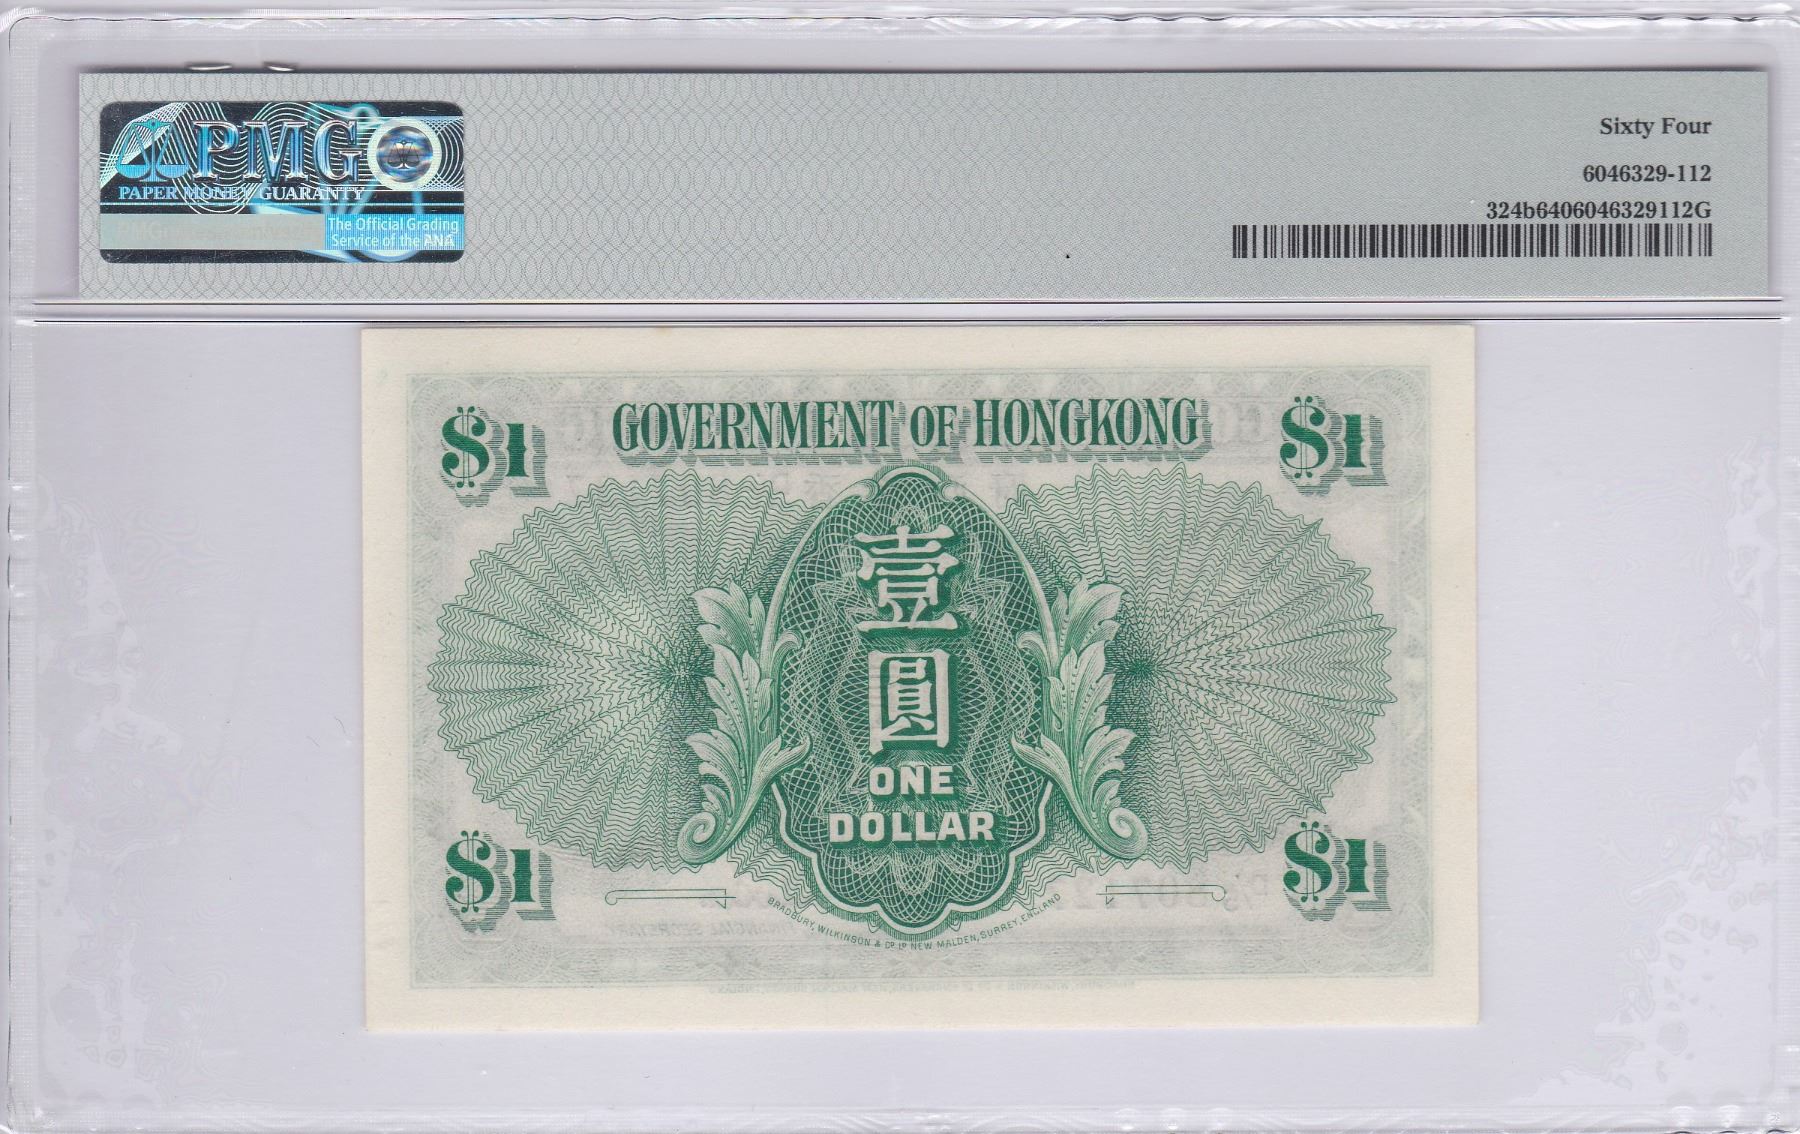 PMG
PAPER MONEY GUARANTY
The Official Grading
Service of the ANA
Sixty Four
6046329-112
324b6406046329112G
$1
GOVERNMENT OF HONGKONG
$1
壹
圓
ONE
DOLLAR
$1
$1
BRADBURY, WILKINSON & Cº. Lº NEW MALDEN, SURREY, ENGLAND